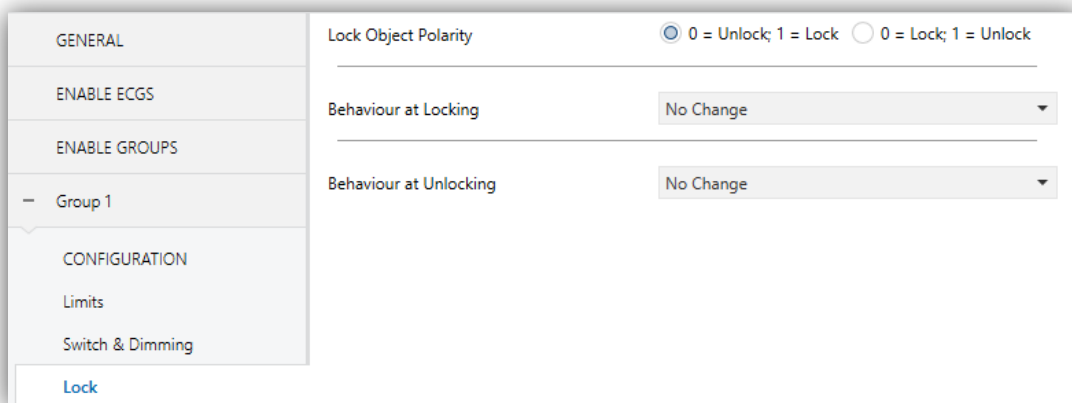 GENERAL
ENABLE ECGS
ENABLE GROUPS
Group 1
CONFIGURATION
Limits
Switch & Dimming
Lock
Lock Object Polarity 0 = Unlock; 1 = Lock 0 = Lock; 1 = Unlock
Behaviour at Locking No Change
Behaviour at Unlocking No Change